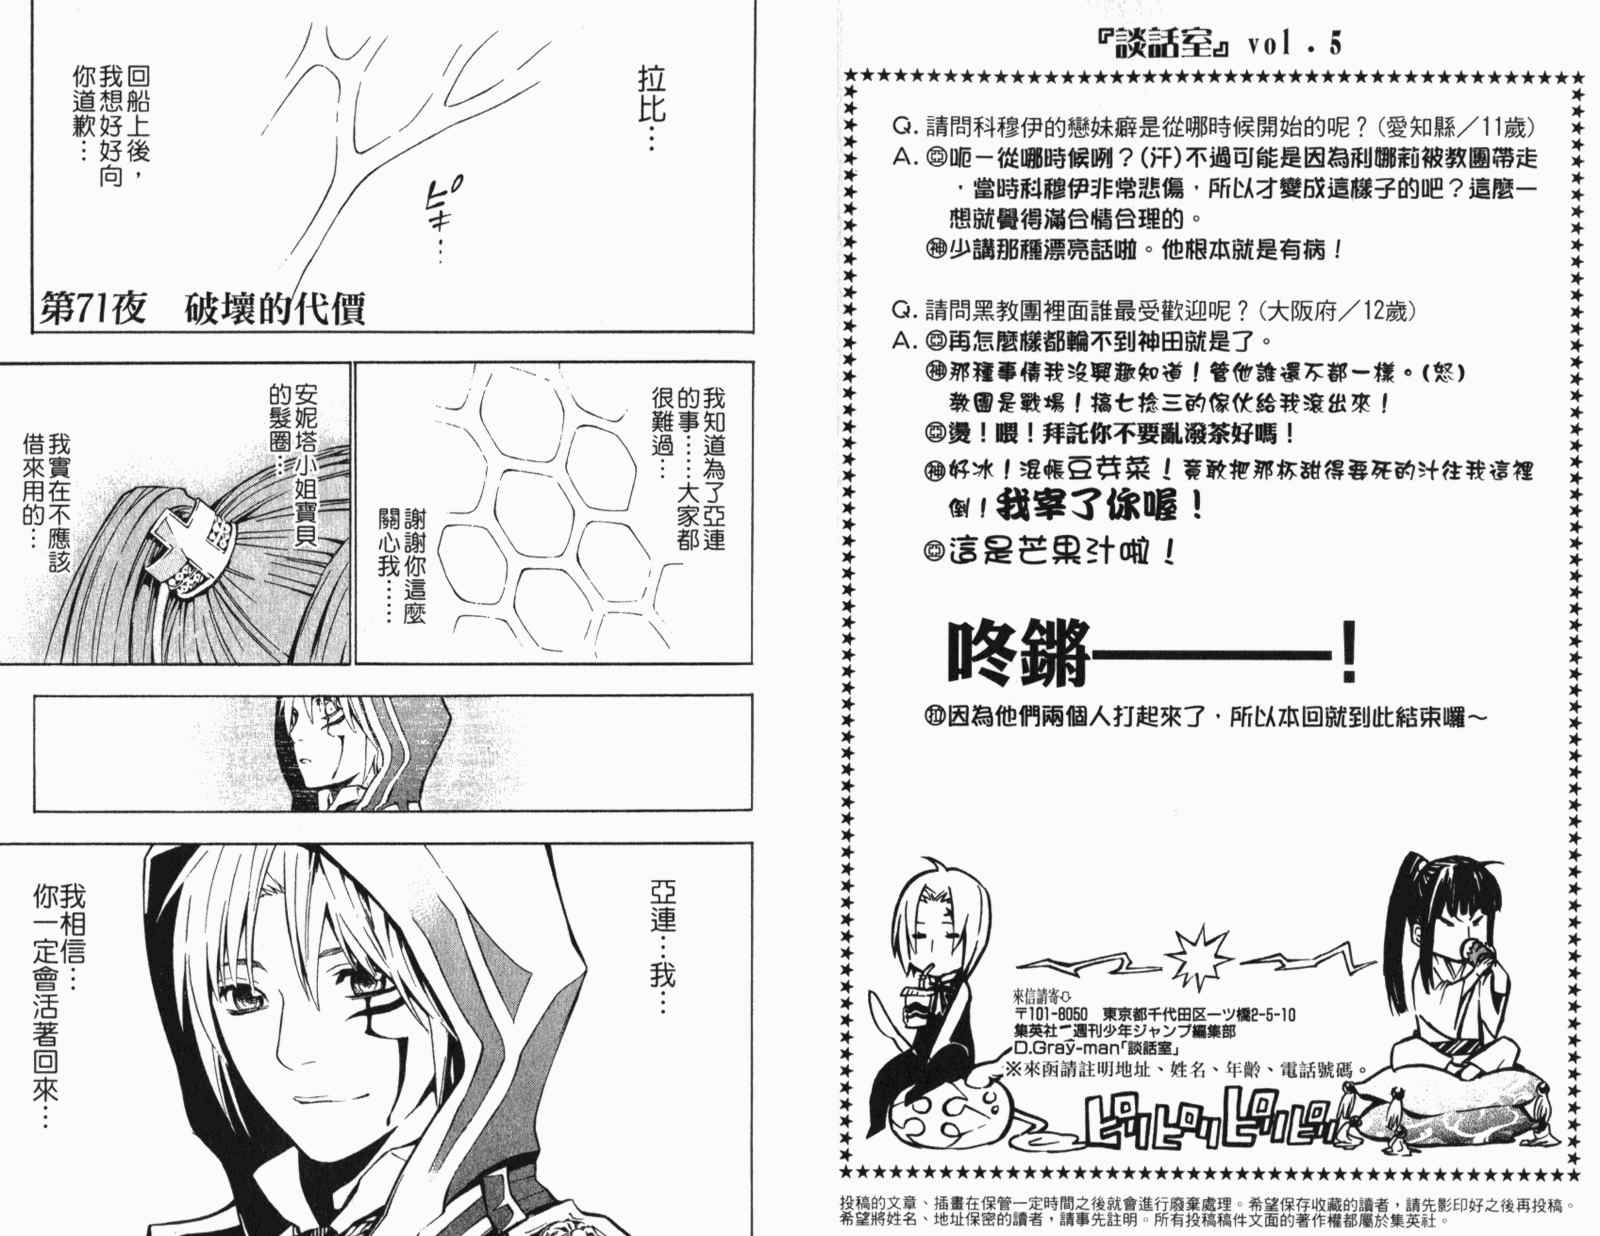 『談話室』vol.5
Q.請問科穆伊的戀妹癖是從哪時候開始的呢？(愛知縣／11歲)
A.亞呃－從哪時候咧？(汗)不過可能是因為利娜莉被教團帶走
，當時科穆伊非常悲傷，所以才變成這樣子的吧？這麼一
想就覺得滿合情合理的。
神少講那種漂亮話啦。他根本就是有病！
Q.請問黑教團裡面誰最受歡迎呢？(大阪府／12歲)
A.亞再怎麼樣都輪不到神田就是了。
神那種事情我沒興趣知道！管他誰還不都一樣。(怒)
教團是戰場！搞七捻三的傢伙給我滾出來！
亞燙！喂！拜託你不要亂潑茶好嗎！
神好冰！混帳豆芽菜！竟敢把那杯甜得要死的汁往我這裡
倒！我宰了你喔！
亞這是芒果汁啦！
咚鏘————！
拉因為他們兩個人打起來了，所以本回就到此結束囉～
來信請寄⇨
〒101-8050　東京都千代田区一ツ橋2-5-10
集英社　週刊少年ジャンプ編集部
D.Gray-man「談話室」
※來函請註明地址、姓名、年齡、電話號碼。
ピリピリピリピリ
投稿的文章、插畫在保管一定時間之後就會進行廢棄處理。希望保存收藏的讀者，請先影印好之後再投稿。
希望將姓名、地址保密的讀者，請事先註明。所有投稿稿件文面的著作權都屬於集英社。
拉比…
ピキ…
回船上後，
我想好好向
你道歉…
第71夜　破壞的代價
我知道為了亞連
的事……大家都
很難過…
謝謝你這麼
關心我……
安妮塔小姐寶貝
的髮圈…
我實在不應該
借來用的…
亞連…我…
我相信…
你一定會活著回來…